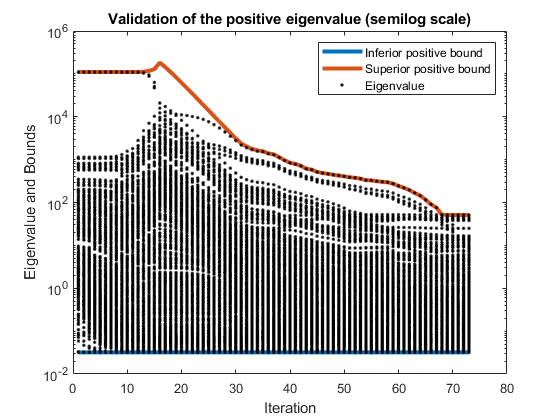 Validation of the positive eigenvalue (semilog scale)
Inferior positive bound
Superior positive bound
Eigenvalue
Eigenvalue and Bounds
10^6
10^4
10^2
10^0
10^-2
0 10 20 30 40 50 60 70 80
Iteration